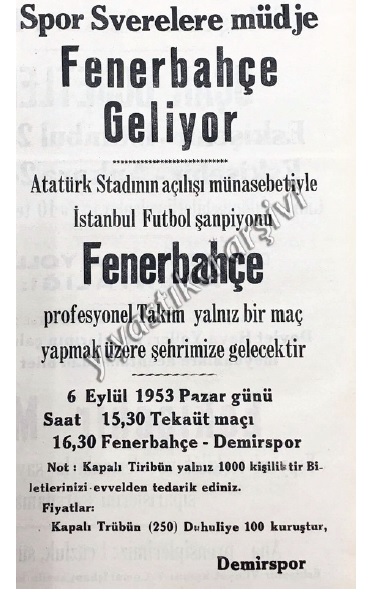 Spor Sverelere müdje
Fenerbahçe
Geliyor
Atatürk Stadının açılışı münasebetiyle
İstanbul Futbol şanpiyonu
Fenerbahçe
profesyonel Takım yalnız bir maç
yapmak üzere şehrimize gelecektir
6 Eylül 1953 Pazar günü
Saat 15,30 Tekaüt maçı
16,30 Fenerbahçe - Demirspor
Not : Kapalı Tiribün yalnız 1000 kişiliktir Bi-
letlerinizi evvelden tedarik ediniz.
Fiyatlar:
Kapalı Trübün (250) Duhuliye 100 kuruştur,
Demirspor